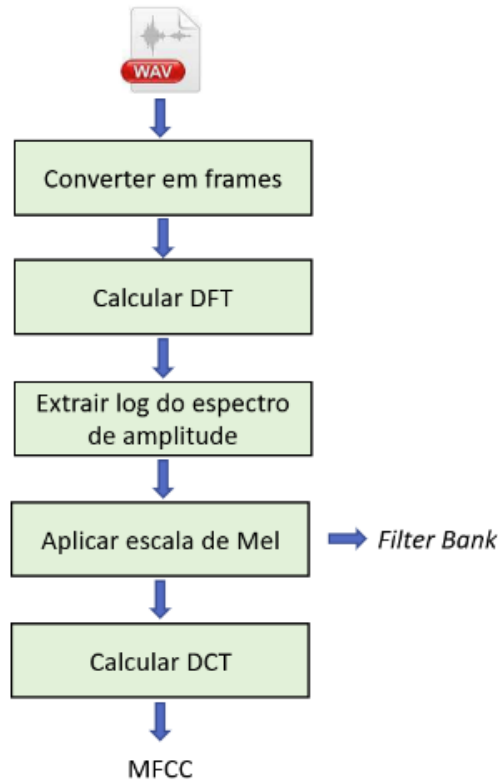 WAV
Converter em frames
Calcular DFT
Extrair log do espectro
de amplitude
Aplicar escala de Mel
Filter Bank
Calcular DCT
MFCC